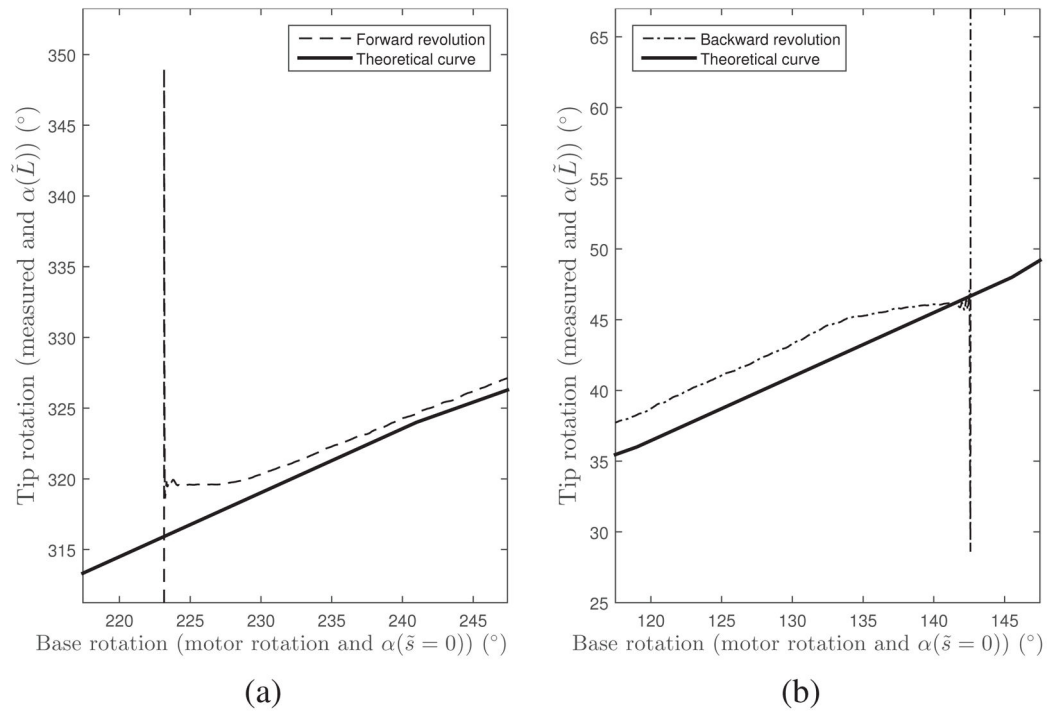 350
345
340
335
330
325
320
315
220
225
230
235
240
245
Tip rotation (measured and α(L̃)) (°)
Base rotation (motor rotation and α(s̃ = 0)) (°)
Forward revolution
Theoretical curve
(a)
65
60
55
50
45
40
35
30
25
120
125
130
135
140
145
Tip rotation (measured and α(L̃)) (°)
Base rotation (motor rotation and α(s̃ = 0)) (°)
Backward revolution
Theoretical curve
(b)